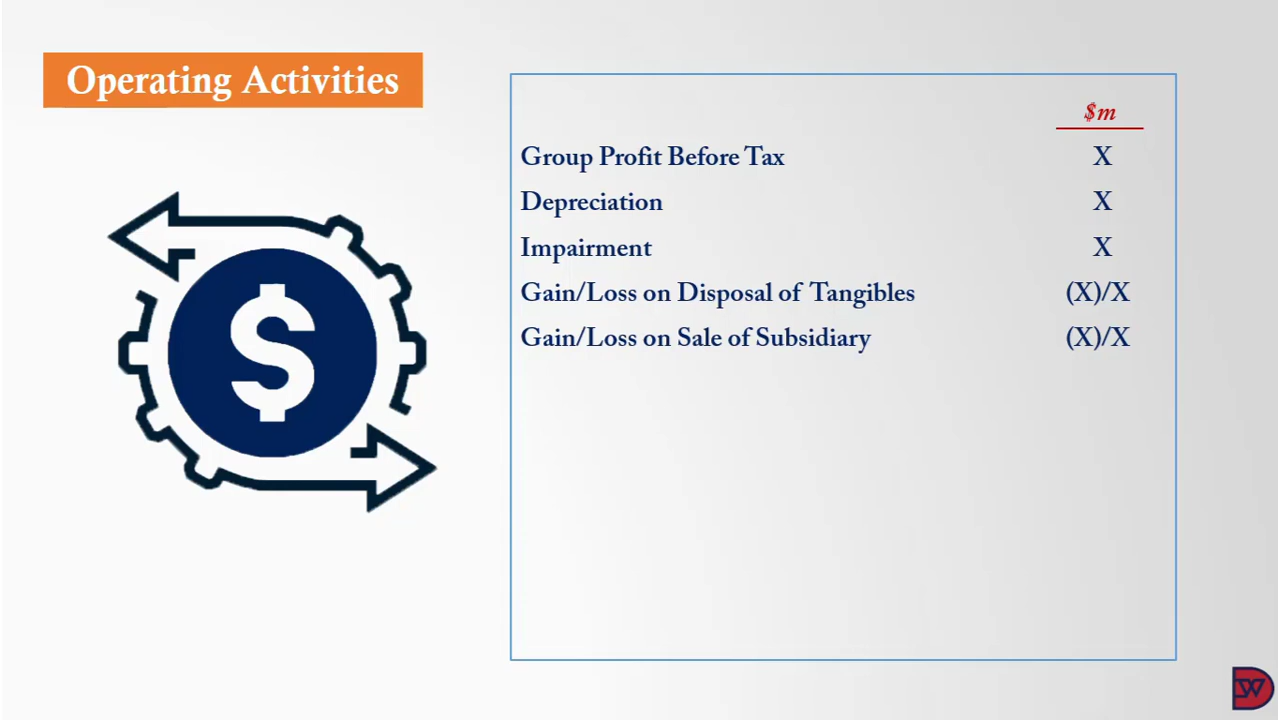 Operating Activities
$m
Group Profit Before Tax X
Depreciation X
Impairment X
Gain/Loss on Disposal of Tangibles (X)/X
Gain/Loss on Sale of Subsidiary (X)/X
$
DW